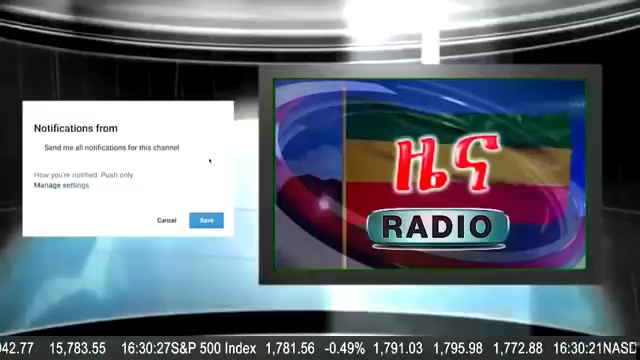 Notifications from
Send me all notifications for this channel
How you're notified: Push only
Manage settings
Cancel
Save
ዜና
RADIO
942.77 15,783.55 16:30:27S&P 500 Index 1,781.56 -0.49% 1,791.03 1,795.98 1,772.88 16:30:21NASD